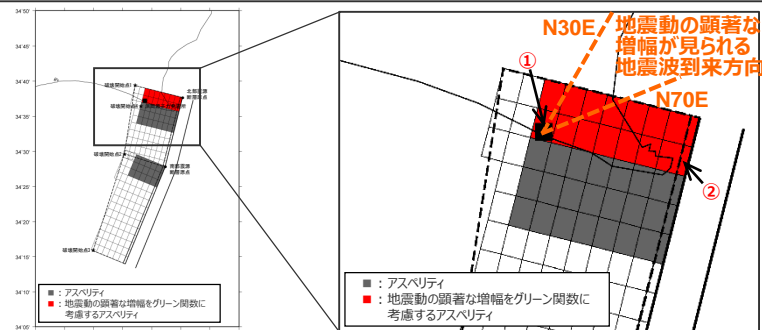 34°50'
34°45'
34°40'
34°35'
34°30'
34°25'
34°20'
34°15'
34°10'
34°05'
破壊開始点1
北部震源
断層原点
破壊開始点2
南部震源
断層原点
破壊開始点3
■：アスペリティ
■：地震動の顕著な増幅をグリーン関数に
考慮するアスペリティ
N30E
地震動の顕著な
増幅が見られる
地震波到来方向
N70E
①
②
■：アスペリティ
■：地震動の顕著な増幅をグリーン関数に
考慮するアスペリティ